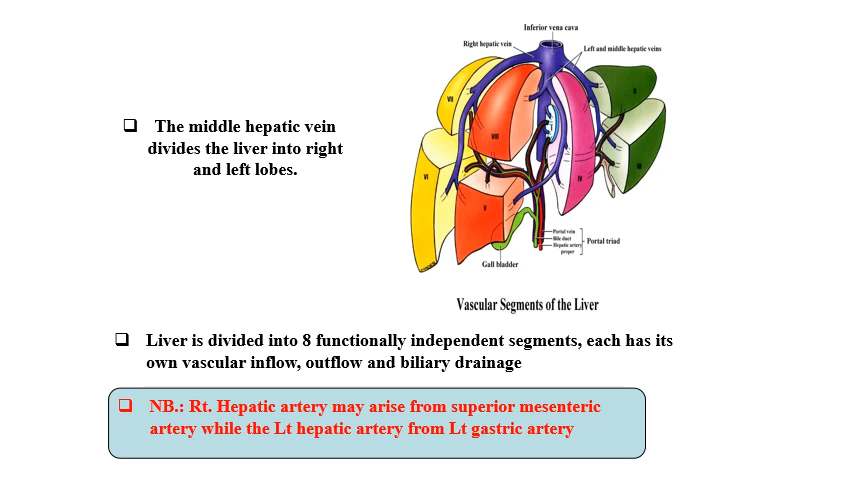 Inferior vena cava
Right hepatic vein
Left and middle hepatic veins
❑ The middle hepatic vein
divides the liver into right
and left lobes.
VII
VIII
II
VI
IV
V
Portal vein
Bile duct
Hepatic artery
proper
Portal triad
Gall bladder
Vascular Segments of the Liver
❑ Liver is divided into 8 functionally independent segments, each has its
own vascular inflow, outflow and biliary drainage
❑ NB.: Rt. Hepatic artery may arise from superior mesenteric
artery while the Lt hepatic artery from Lt gastric artery